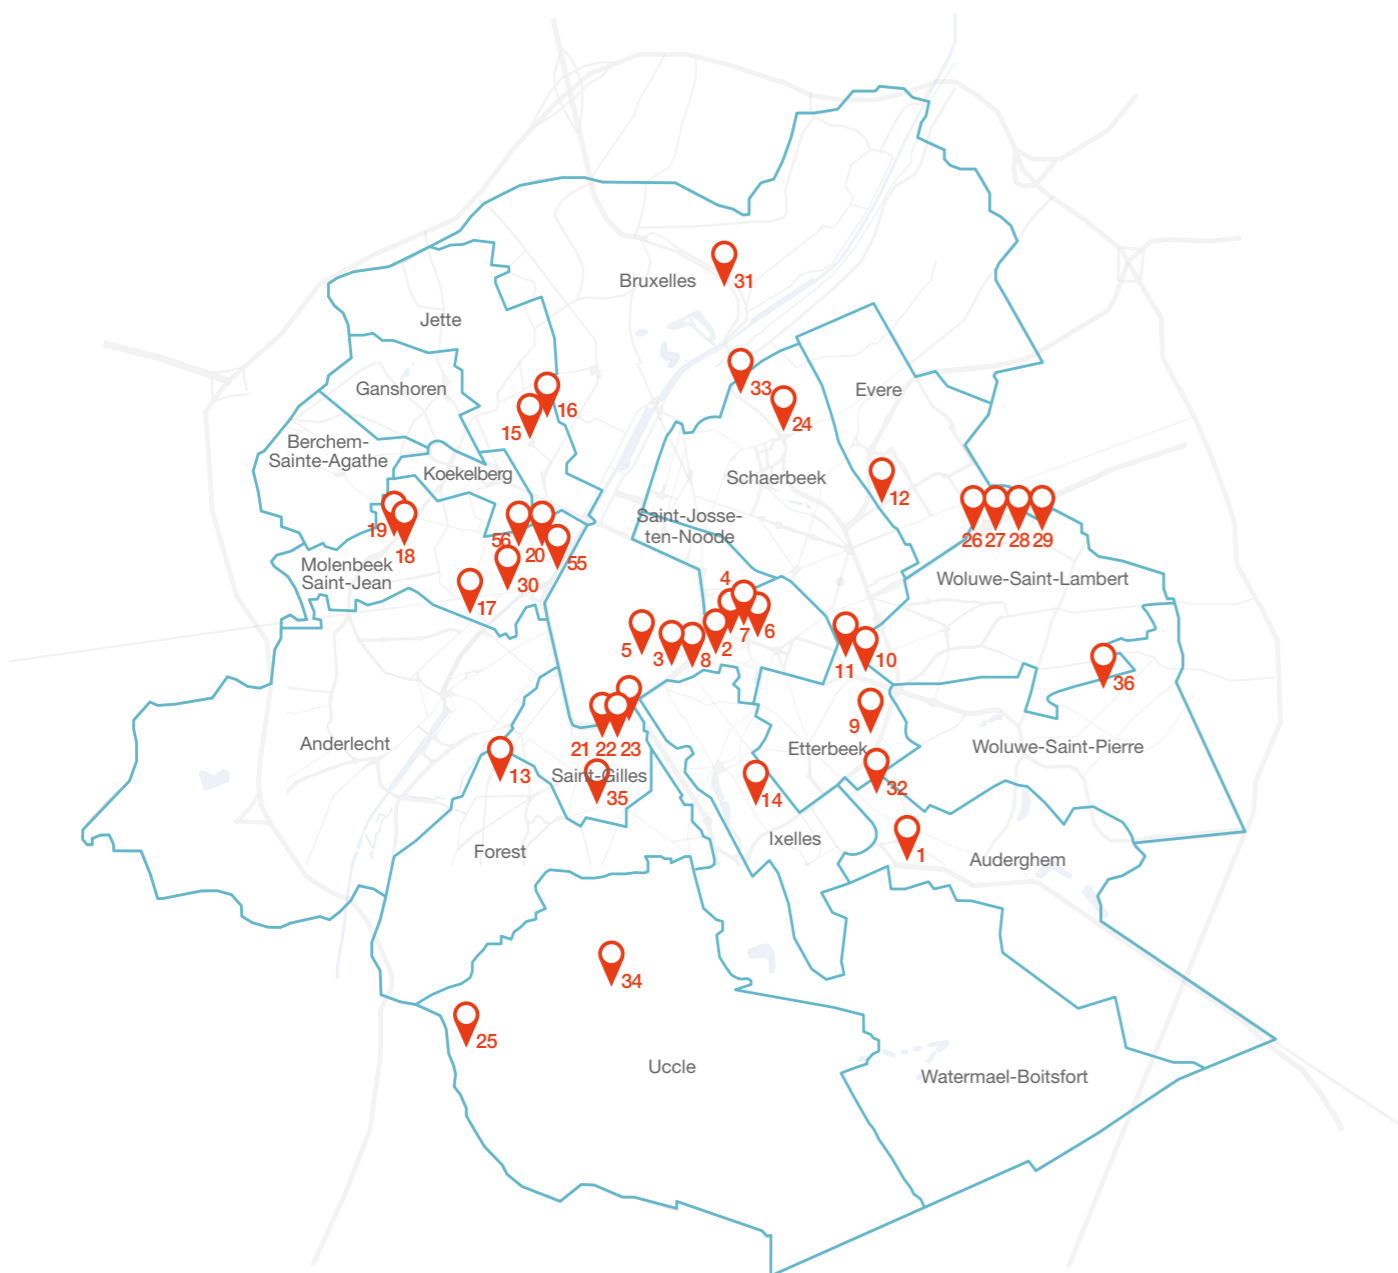 Bruxelles
31
Jette
Ganshoren
33
Evere
16
24
15
Berchem-
Sainte-Agathe
Koekelberg
Schaerbeek
12
Saint-Josse-
ten-Noode
19
18
56
20
55
26
27
28
29
Molenbeek
Saint-Jean
30
17
4
Woluwe-Saint-Lambert
5
3
8
2
7
6
11
10
36
9
21
22
23
Anderlecht
13
Saint-Gilles
35
Etterbeek
Woluwe-Saint-Pierre
32
14
Ixelles
Forest
1
Auderghem
34
25
Uccle
Watermael-Boitsfort